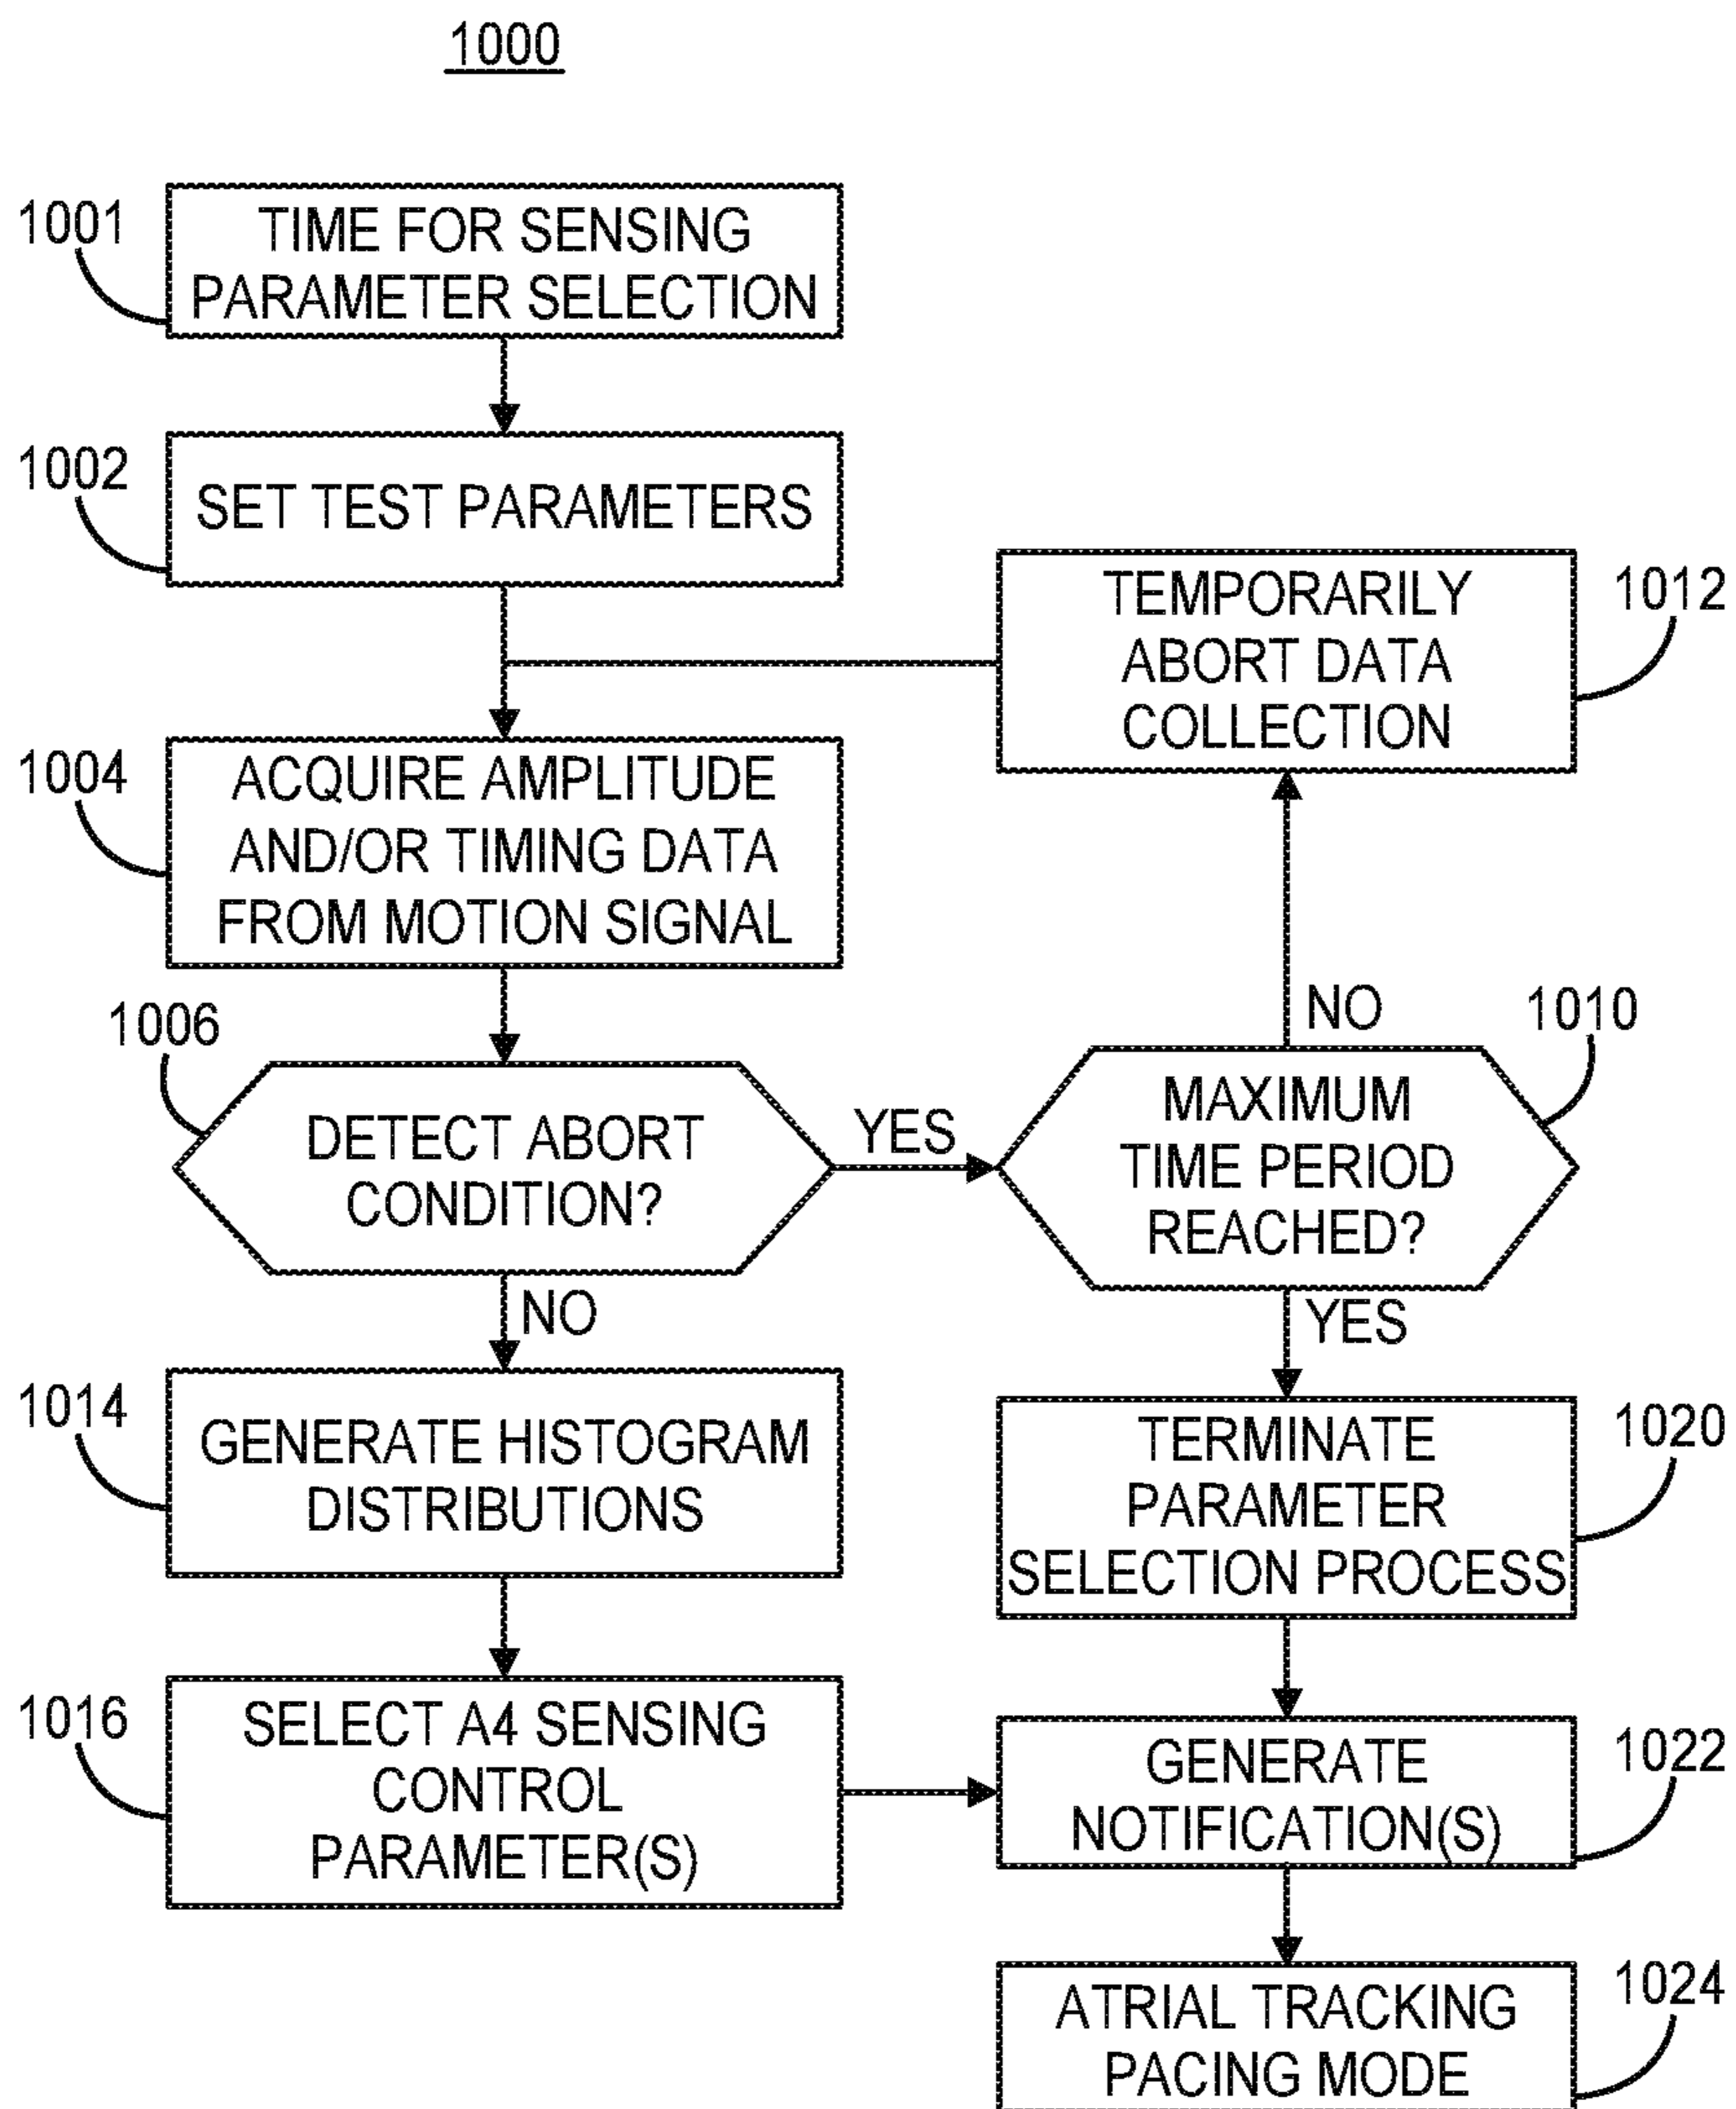 1000
1001
TIME FOR SENSING
PARAMETER SELECTION
1002
SET TEST PARAMETERS
TEMPORARILY
ABORT DATA
COLLECTION
1012
1004
ACQUIRE AMPLITUDE
AND/OR TIMING DATA
FROM MOTION SIGNAL
1006
DETECT ABORT
CONDITION?
YES
NO
MAXIMUM
TIME PERIOD
REACHED?
1010
NO
YES
1014
GENERATE HISTOGRAM
DISTRIBUTIONS
TERMINATE
PARAMETER
SELECTION PROCESS
1020
1016
SELECT A4 SENSING
CONTROL
PARAMETER(S)
GENERATE
NOTIFICATION(S)
1022
ATRIAL TRACKING
PACING MODE
1024